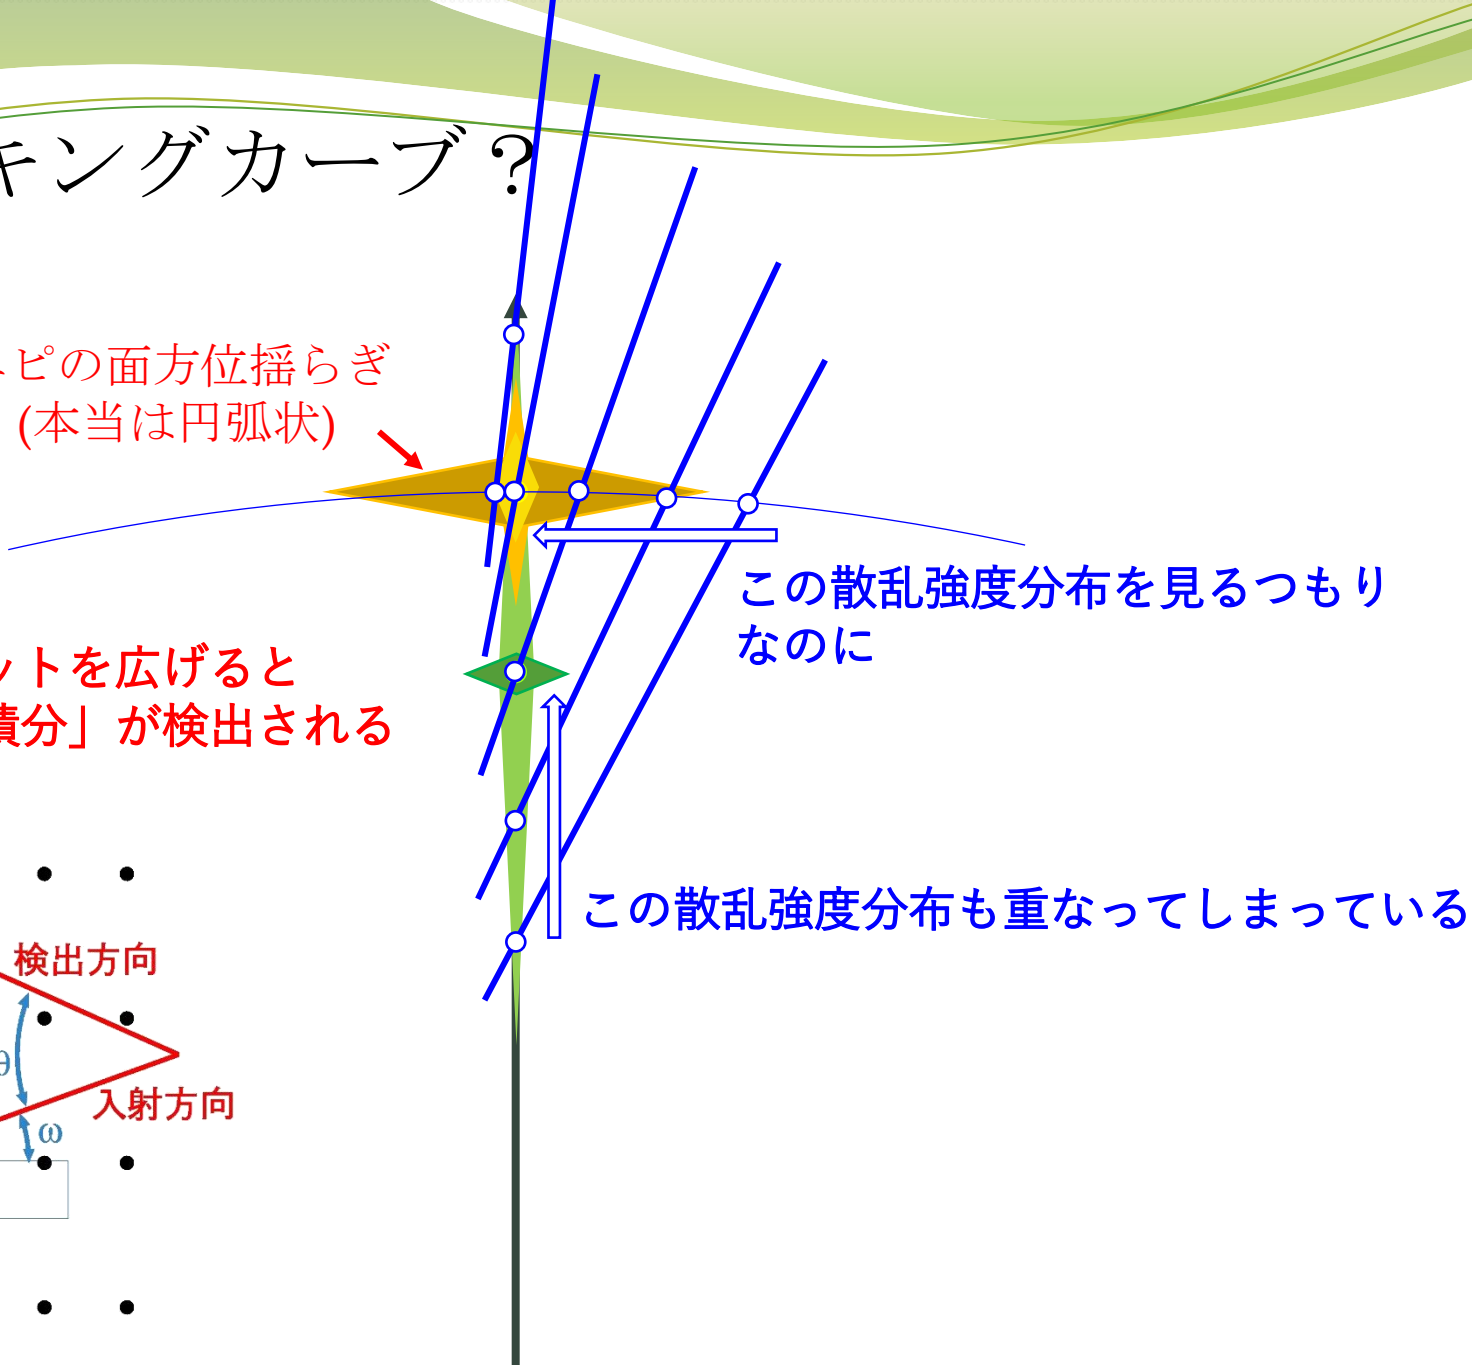 キングカーブ？
ピの面方位揺らぎ
(本当は円弧状)
この散乱強度分布を見るつもり
なのに
ットを広げると
積分」が検出される
この散乱強度分布も重なってしまっている
検出方向
θ
入射方向
ω